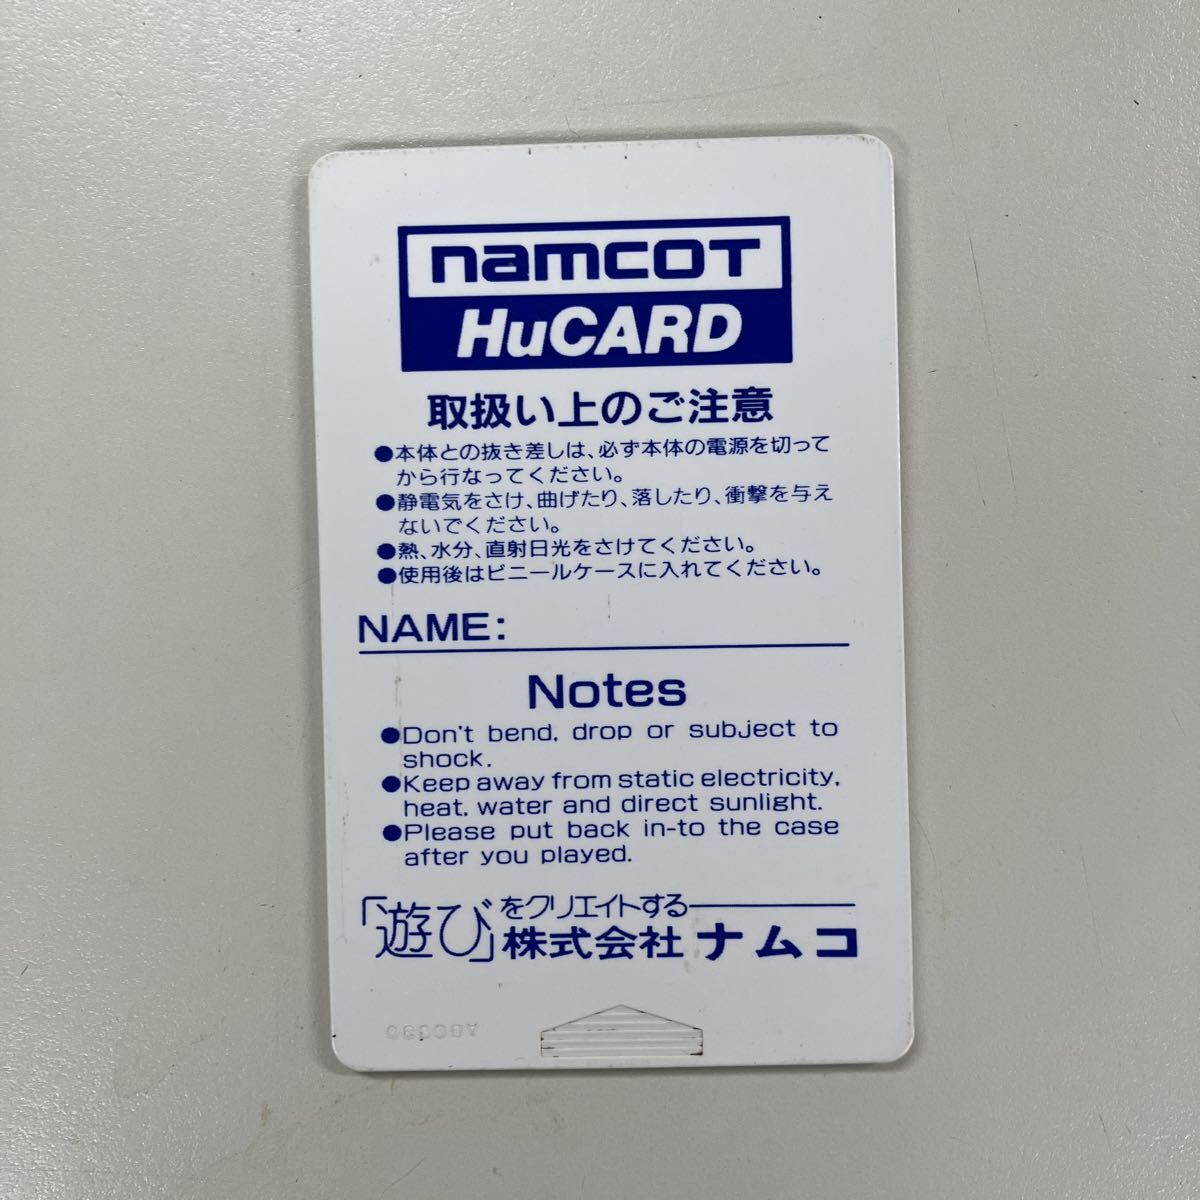 namcot
HuCARD
取扱い上のご注意
●本体との抜き差しは、必ず本体の電源を切って
から行なってください。
●静電気をさけ、曲げたり、落したり、衝撃を与え
ないでください。
●熱、水分、直射日光をさけてください。
●使用後はビニールケースに入れてください。
NAME:
Notes
●Don't bend, drop or subject to
shock.
●Keep away from static electricity,
heat, water and direct sunlight.
●Please put back in-to the case
after you played.
「遊び」をクリエイトする
株式会社 ナムコ